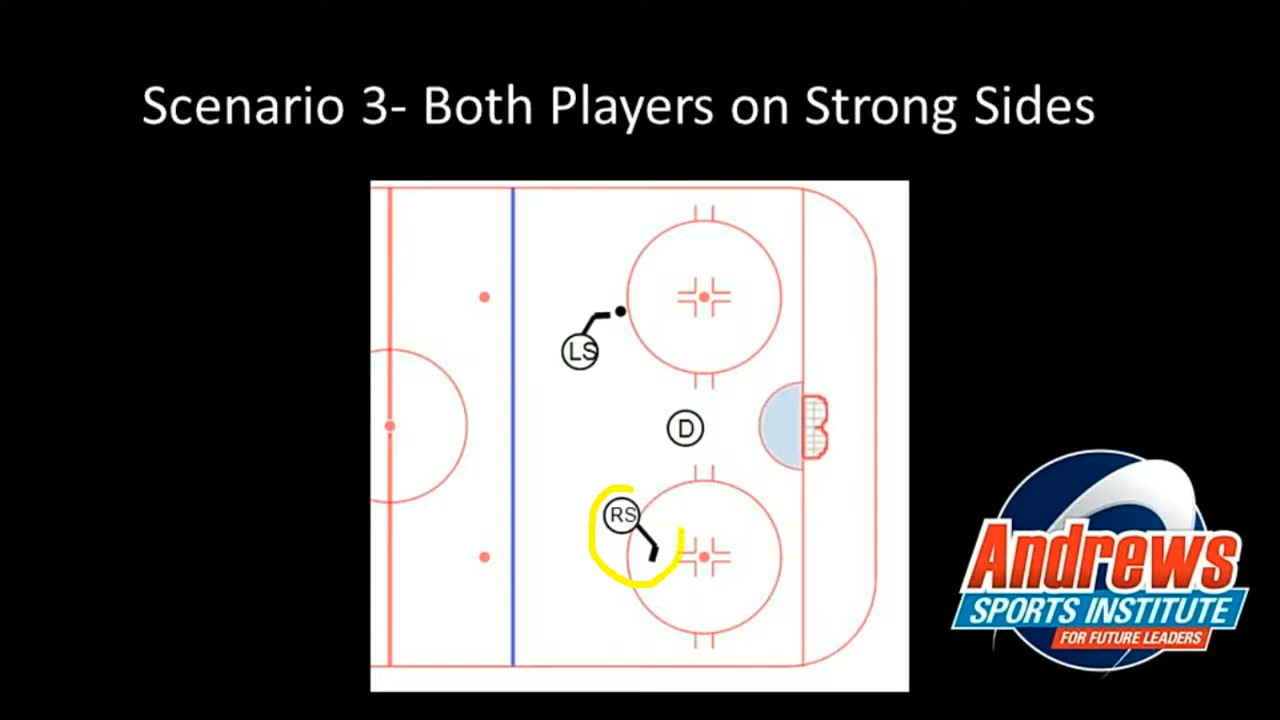 Scenario 3- Both Players on Strong Sides
LS
D
RS
Andrews
SPORTS INSTITUTE
FOR FUTURE LEADERS